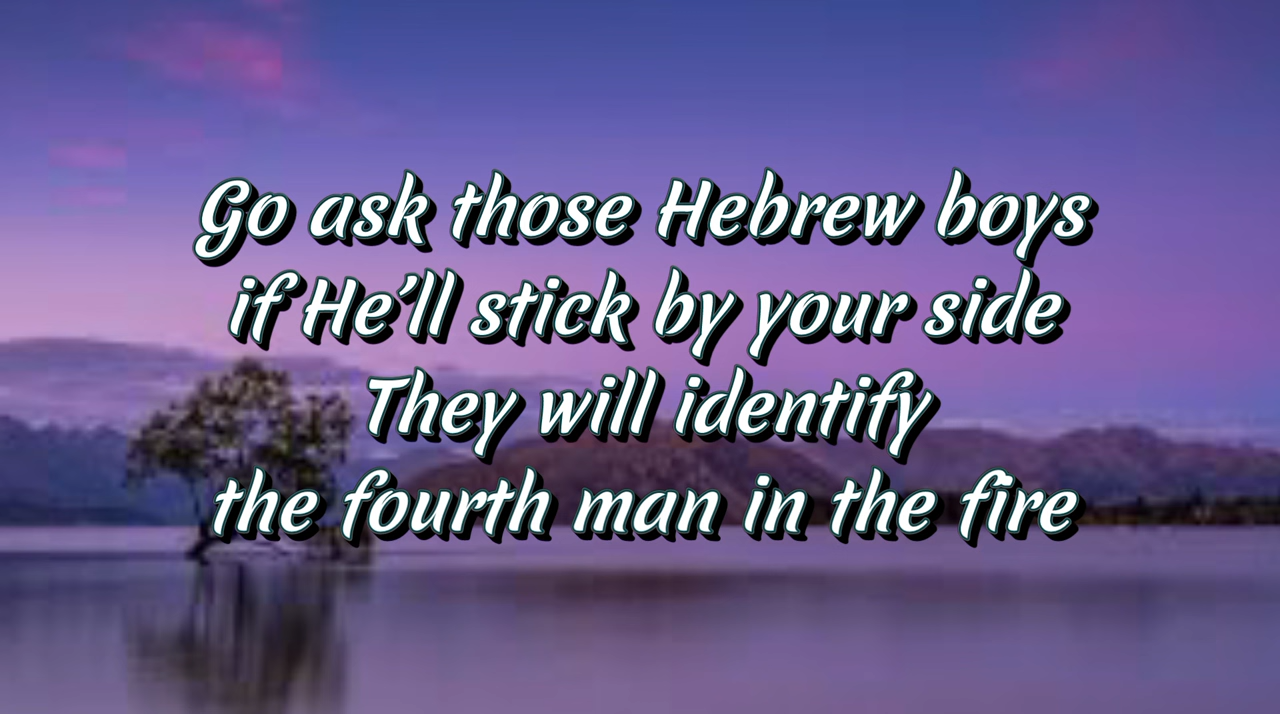 Go ask those Hebrew boys
if He’ll stick by your side
They will identify
the fourth man in the fire